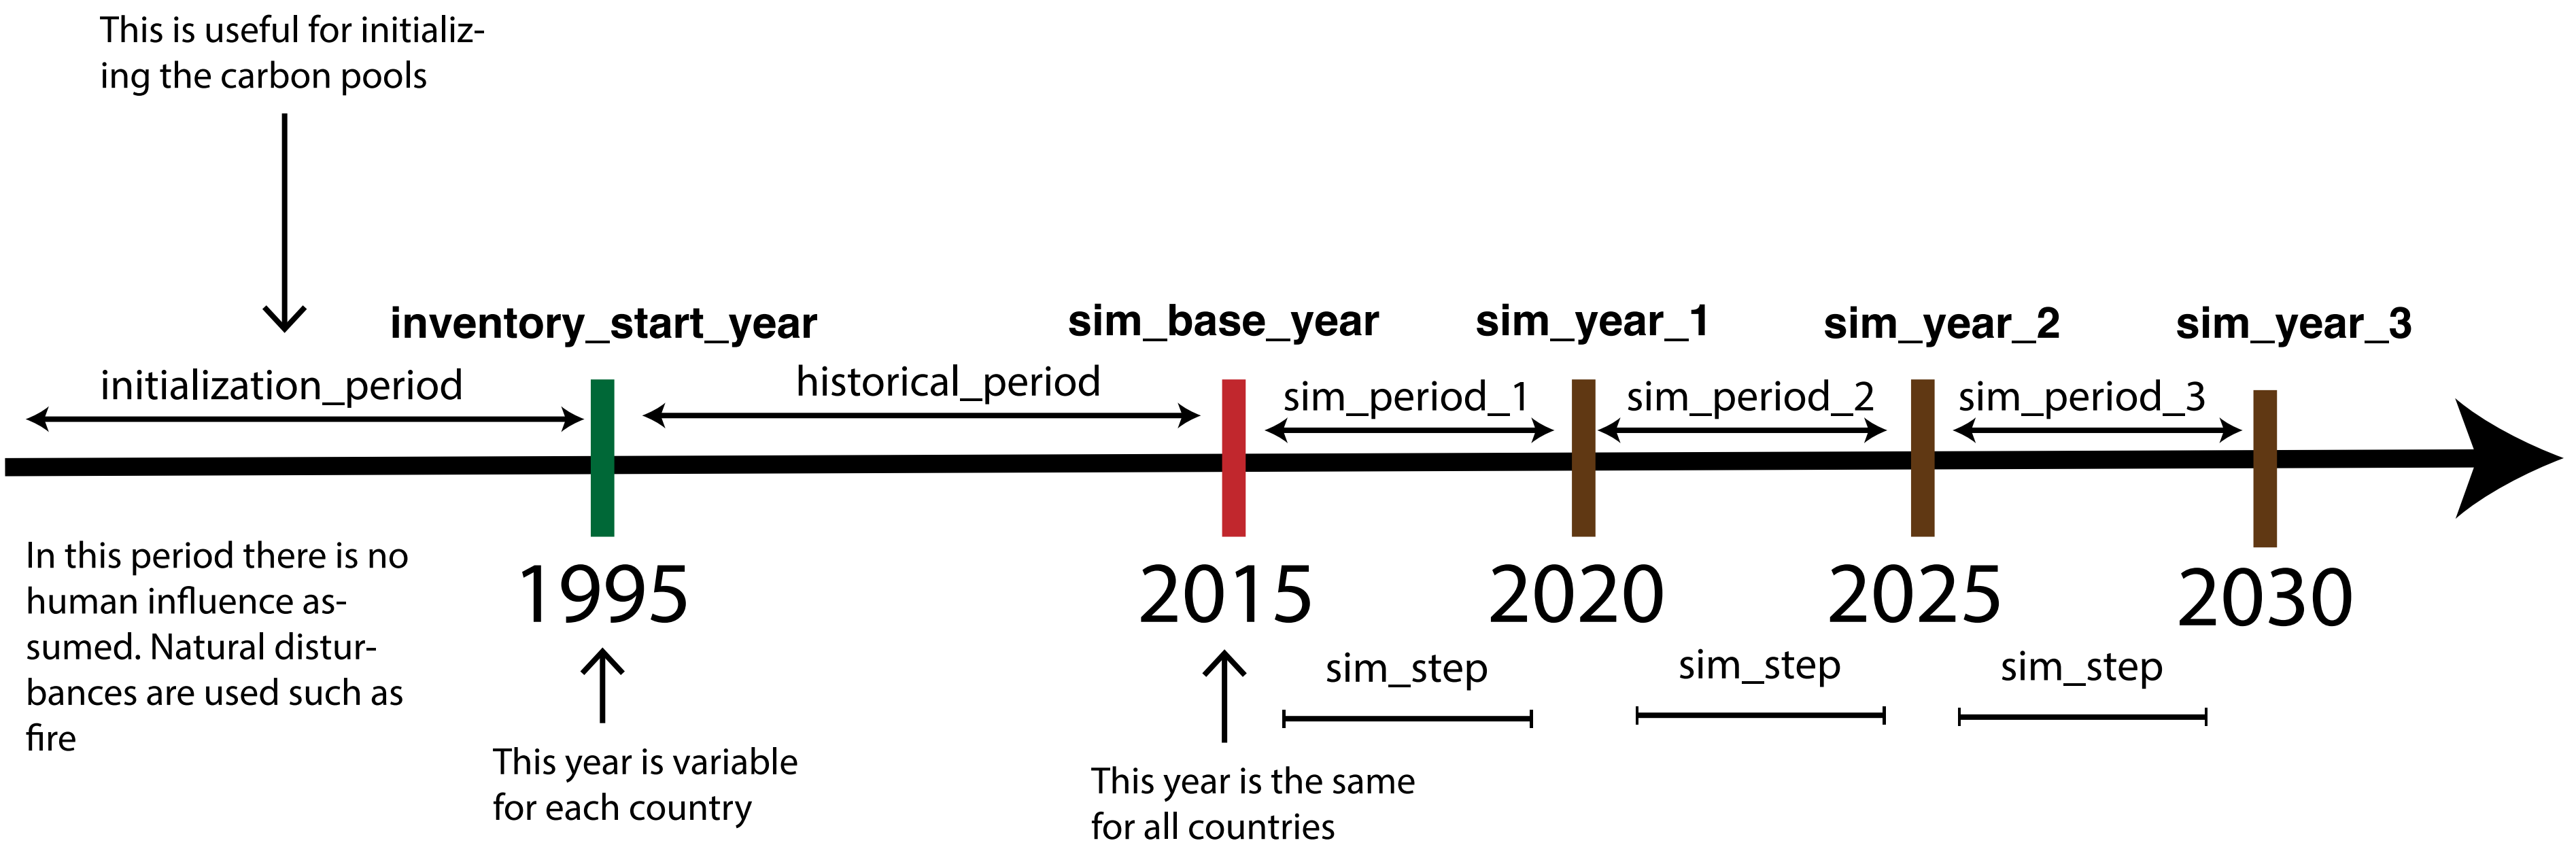 This is useful for initializ-
ing the carbon pools
inventory_start_year
sim_base_year
sim_year_1
sim_year_2
sim_year_3
initialization_period
historical_period
sim_period_1
sim_period_2
sim_period_3
In this period there is no
human influence as-
sumed. Natural distur-
bances are used such as
fire
1995
2015
2020
2025
2030
sim_step
sim_step
sim_step
This year is variable
for each country
This year is the same
for all countries